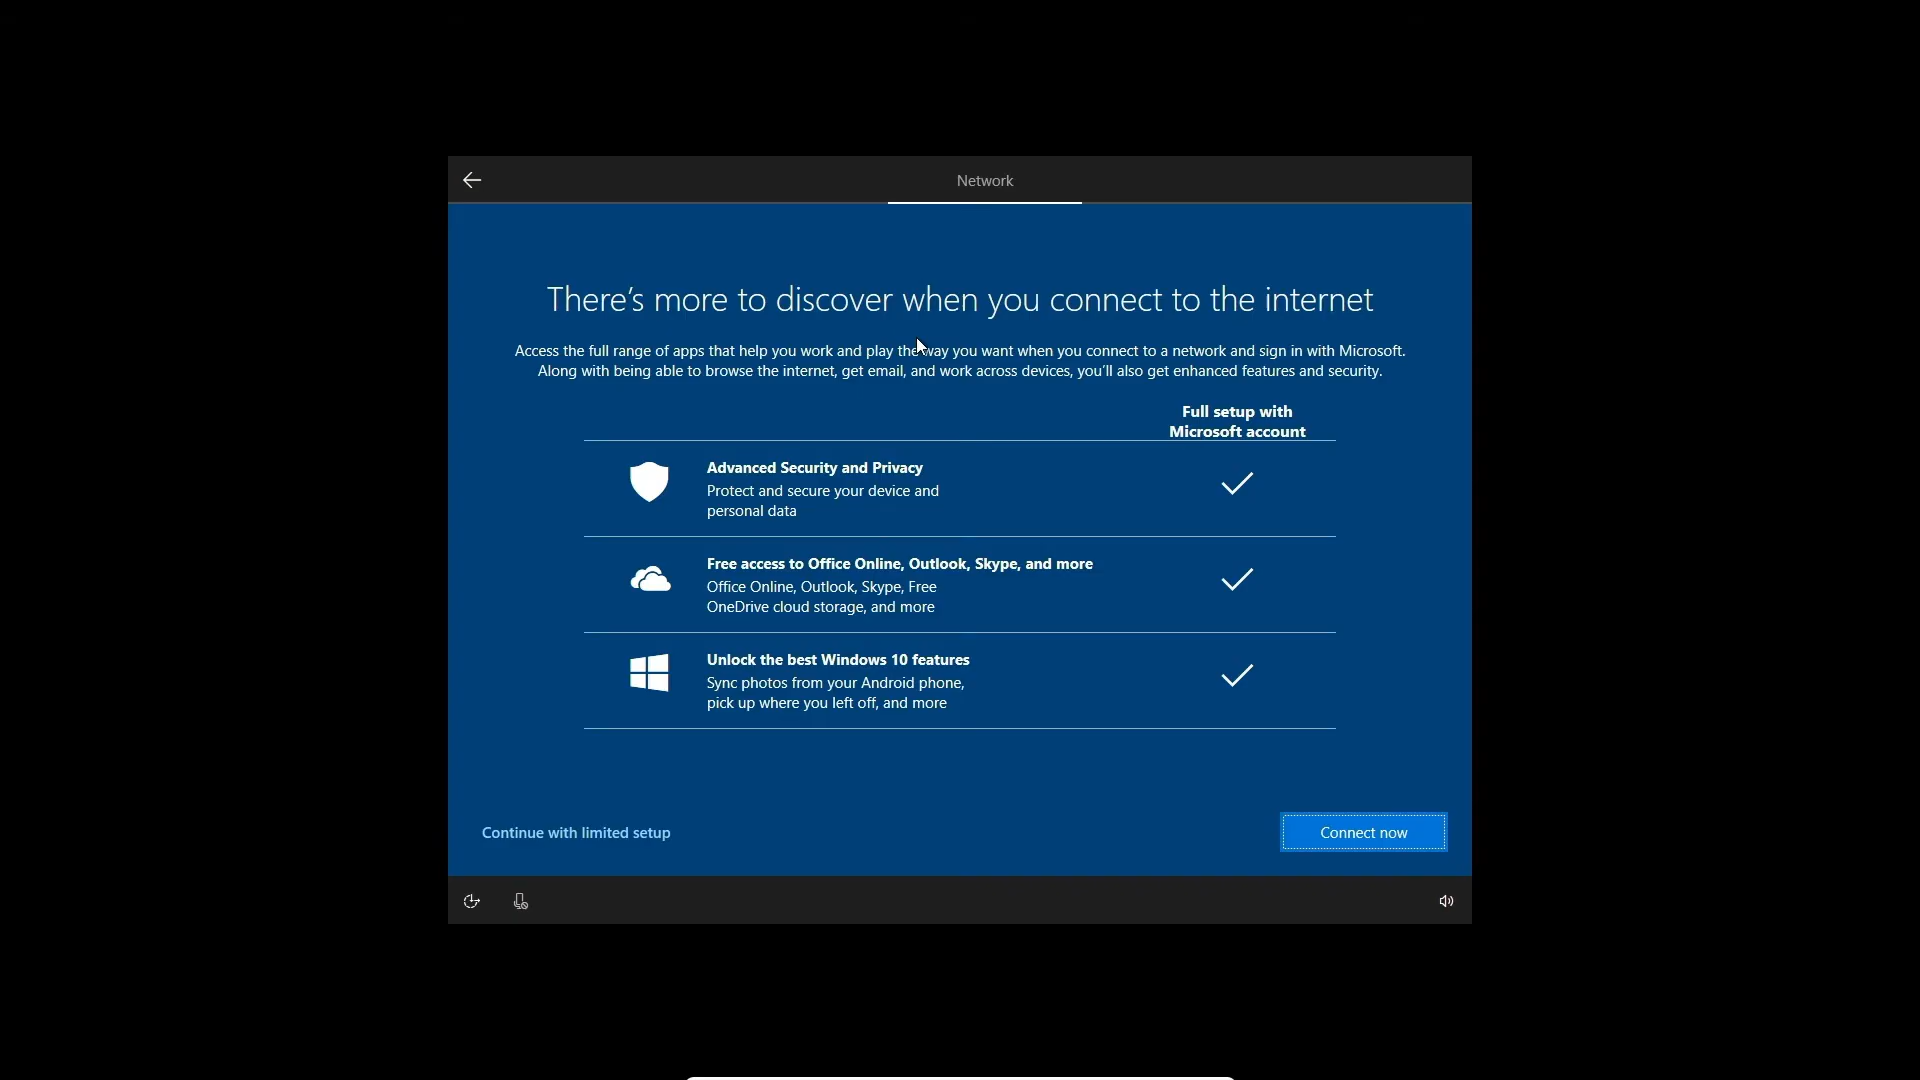 Network
There's more to discover when you connect to the internet
Access the full range of apps that help you work and play the way you want when you connect to a network and sign in with Microsoft.
Along with being able to browse the internet, get email, and work across devices, you'll also get enhanced features and security.
Full setup with
Microsoft account
Advanced Security and Privacy
Protect and secure your device and
personal data
Free access to Office Online, Outlook, Skype, and more
Office Online, Outlook, Skype, Free
OneDrive cloud storage, and more
Unlock the best Windows 10 features
Sync photos from your Android phone,
pick up where you left off, and more
Continue with limited setup
Connect now